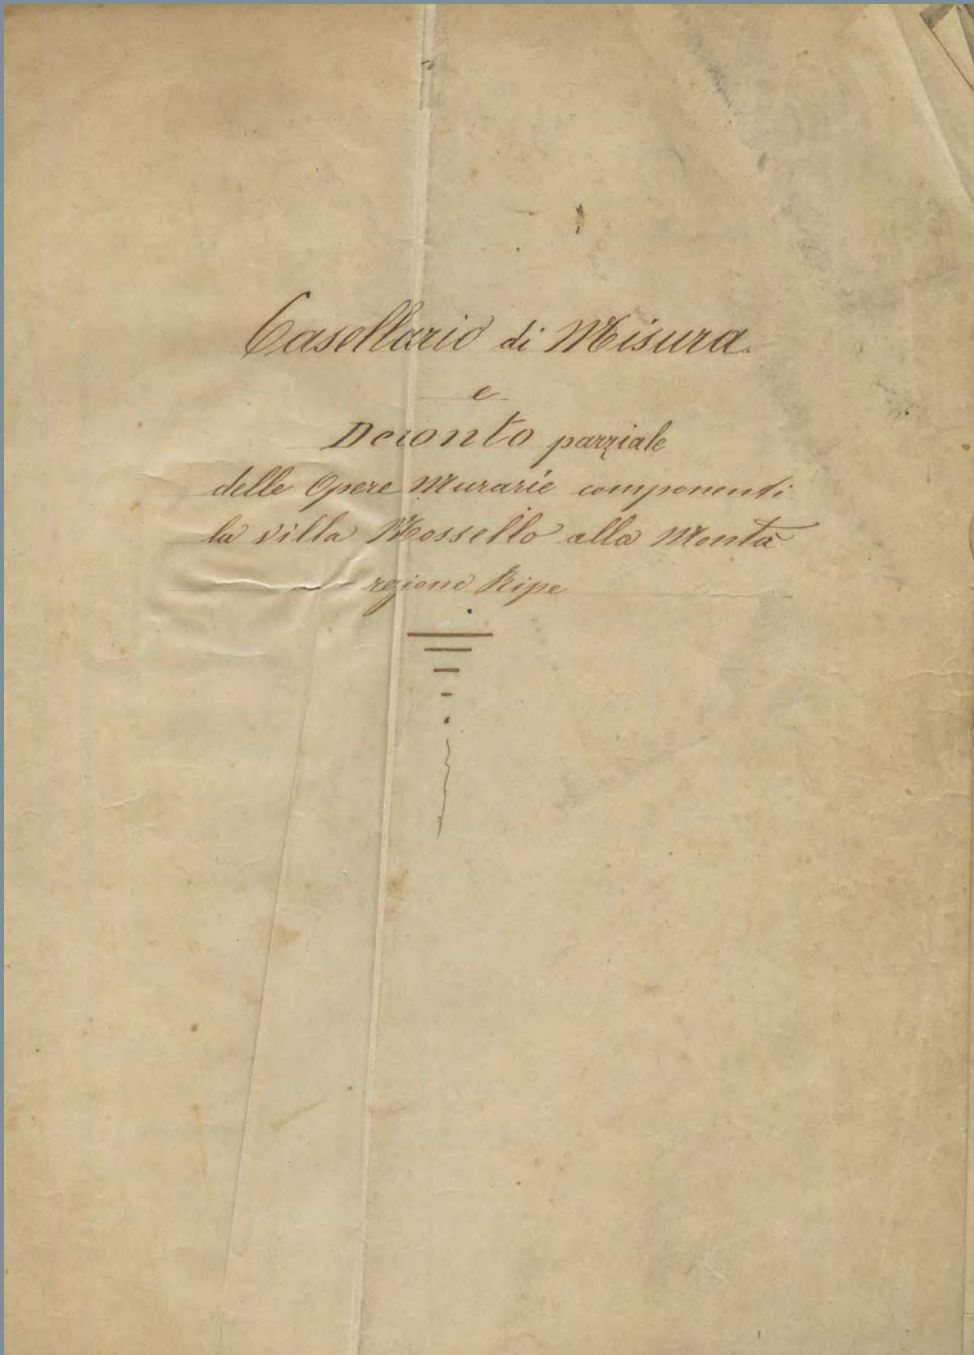 Casellario di Misura.
e
Deconto parziale
delle Opere Murarie componenti
la villa Mossello alla Montà
regione Ripe